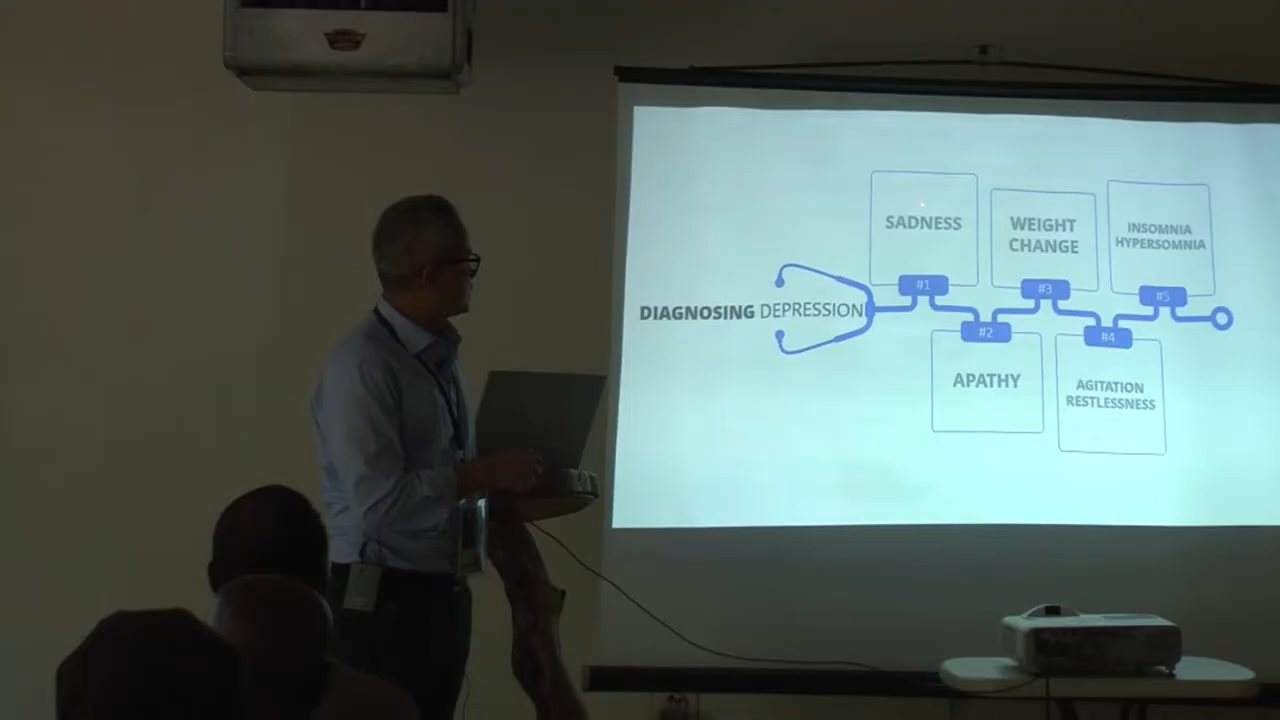 DIAGNOSING DEPRESSION
SADNESS
#1
#2
APATHY
WEIGHT
CHANGE
#3
#4
AGITATION
RESTLESSNESS
INSOMNIA
HYPERSOMNIA
#5